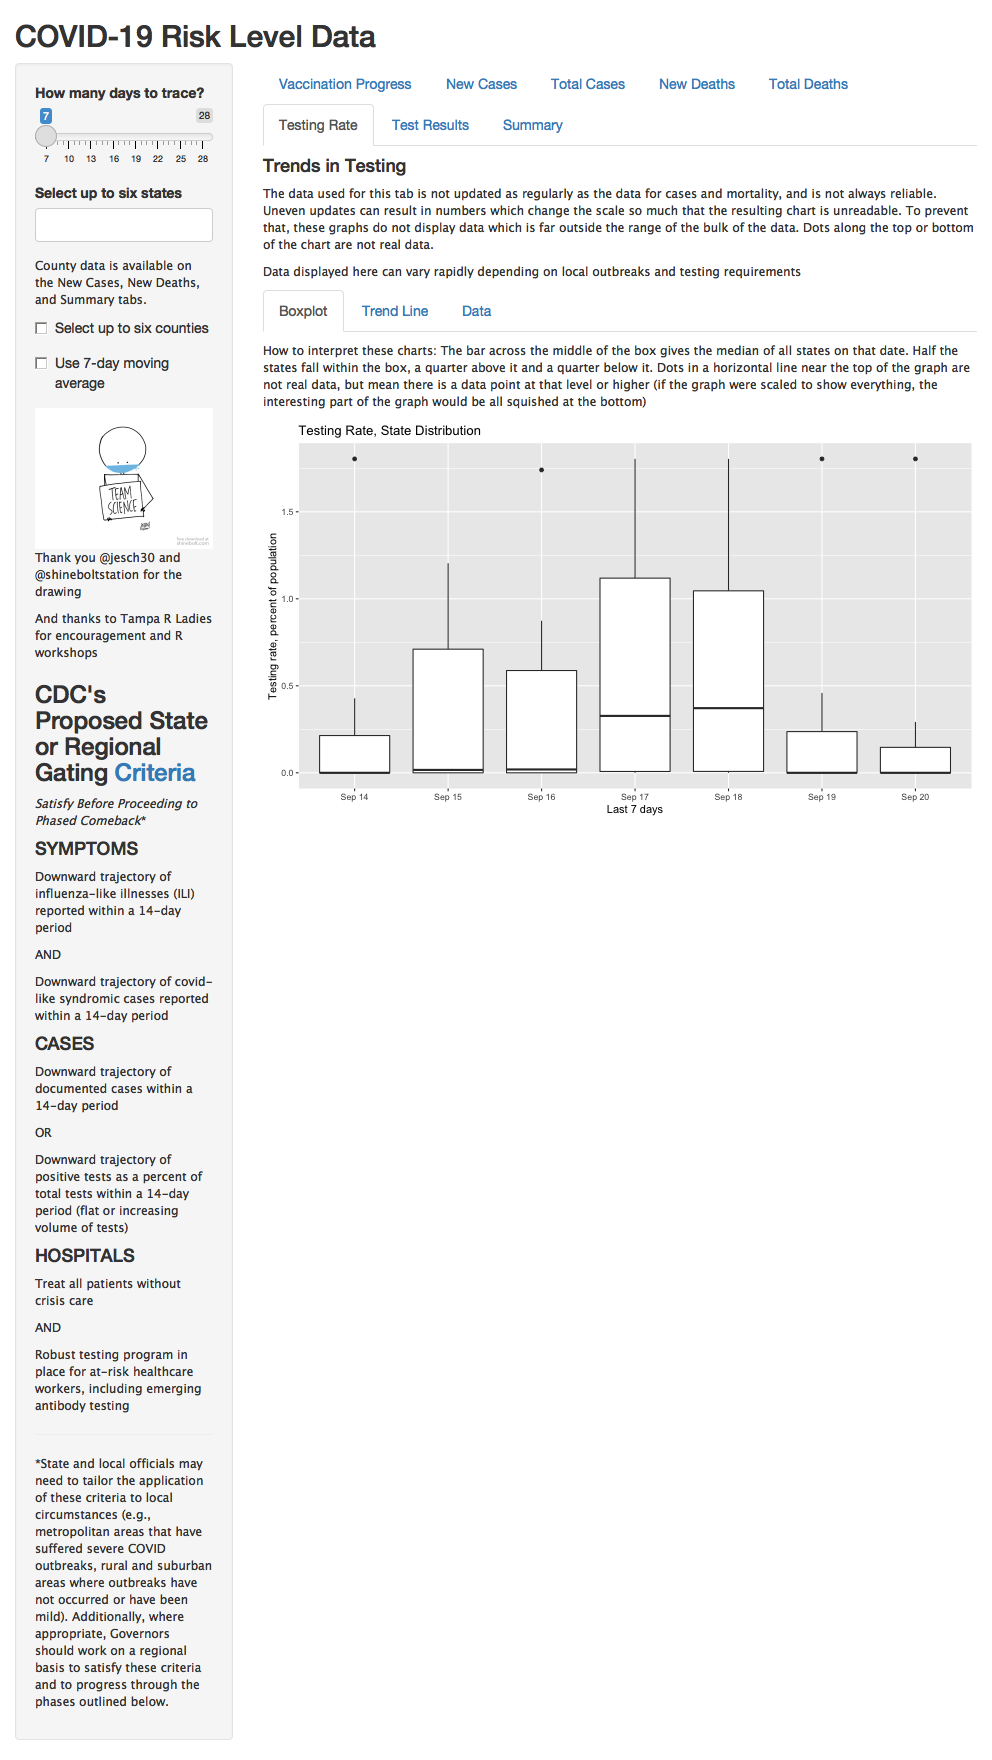 COVID-19 Risk Level Data
How many days to trace?
7
28
7 10 13 16 19 22 25 28
Select up to six states
County data is available on
the New Cases, New Deaths,
and Summary tabs.
Select up to six counties
Use 7-day moving
average
TEAM
SCIENCE
Thank you @jesch30 and
@shineboltstation for the
drawing
And thanks to Tampa R Ladies
for encouragement and R
workshops
CDC's
Proposed State
or Regional
Gating Criteria
Satisfy Before Proceeding to
Phased Comeback*
SYMPTOMS
Downward trajectory of
influenza-like illnesses (ILI)
reported within a 14-day
period
AND
Downward trajectory of covid-
like syndromic cases reported
within a 14-day period
CASES
Downward trajectory of
documented cases within a
14-day period
OR
Downward trajectory of
positive tests as a percent of
total tests within a 14-day
period (flat or increasing
volume of tests)
HOSPITALS
Treat all patients without
crisis care
AND
Robust testing program in
place for at-risk healthcare
workers, including emerging
antibody testing
*State and local officials may
need to tailor the application
of these criteria to local
circumstances (e.g.,
metropolitan areas that have
suffered severe COVID
outbreaks, rural and suburban
areas where outbreaks have
not occurred or have been
mild). Additionally, where
appropriate, Governors
should work on a regional
basis to satisfy these criteria
and to progress through the
phases outlined below.
Vaccination Progress New Cases Total Cases New Deaths Total Deaths
Testing Rate Test Results Summary
Trends in Testing
The data used for this tab is not updated as regularly as the data for cases and mortality, and is not always reliable.
Uneven updates can result in numbers which change the scale so much that the resulting chart is unreadable. To prevent
that, these graphs do not display data which is far outside the range of the bulk of the data. Dots along the top or bottom
of the chart are not real data.
Data displayed here can vary rapidly depending on local outbreaks and testing requirements
Boxplot Trend Line Data
How to interpret these charts: The bar across the middle of the box gives the median of all states on that date. Half the
states fall within the box, a quarter above it and a quarter below it. Dots in a horizontal line near the top of the graph are
not real data, but mean there is a data point at that level or higher (if the graph were scaled to show everything, the
interesting part of the graph would be all squished at the bottom)
Testing Rate, State Distribution
Testing rate, percent of population
1.5
1.0
0.5
0.0
Sep 14 Sep 15 Sep 16 Sep 17 Sep 18 Sep 19 Sep 20
Last 7 days